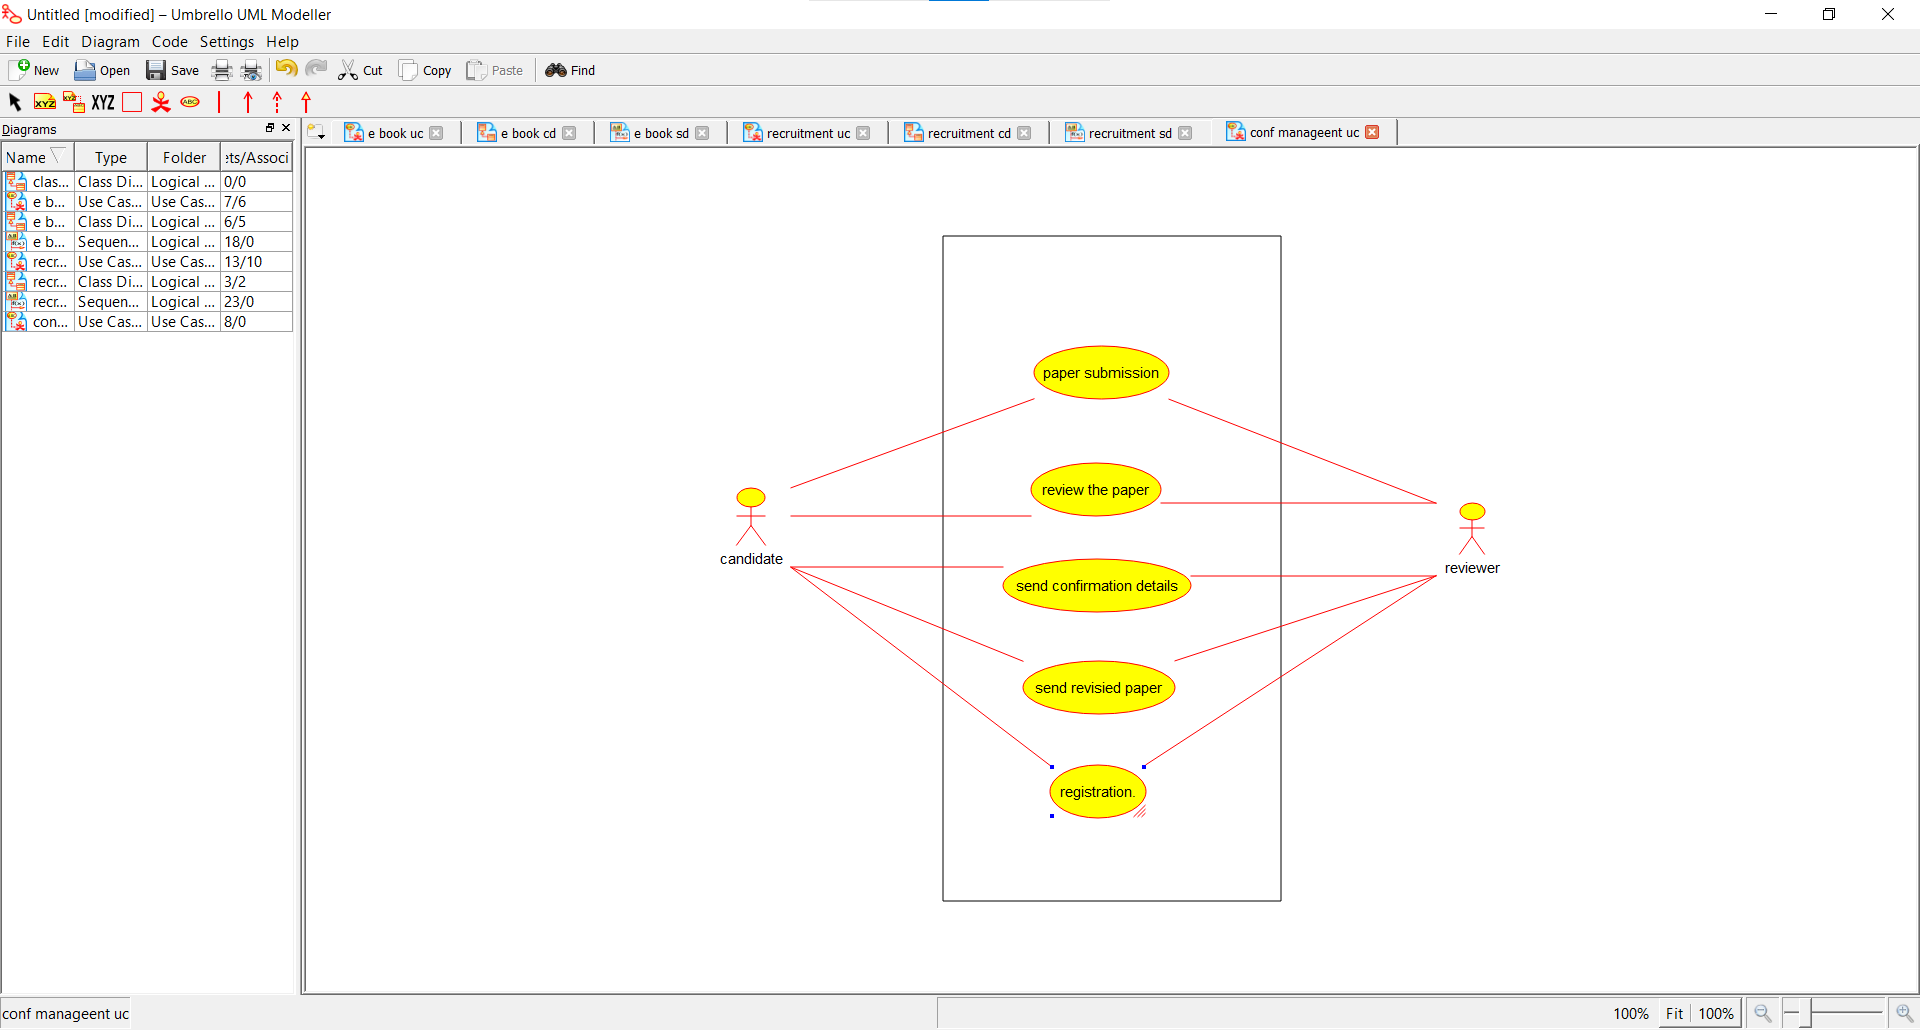 Untitled [modified] – Umbrello UML Modeller
File Edit Diagram Code Settings Help
New Open Save Cut Copy Paste Find
XYZ XYZ XYZ ABC
Diagrams
e book uc e book cd e book sd recruitment uc recruitment cd recruitment sd conf manageent uc
Name Type Folder ets/Associ
clas... Class Di... Logical ... 0/0
e b... Use Cas... Use Cas... 7/6
e b... Class Di... Logical ... 6/5
e b... Sequen... Logical ... 18/0
recr... Use Cas... Use Cas... 13/10
recr... Class Di... Logical ... 3/2
recr... Sequen... Logical ... 23/0
con... Use Cas... Use Cas... 8/0
paper submission
review the paper
candidate
reviewer
send confirmation details
send revisied paper
registration.
conf manageent uc
100% Fit 100%